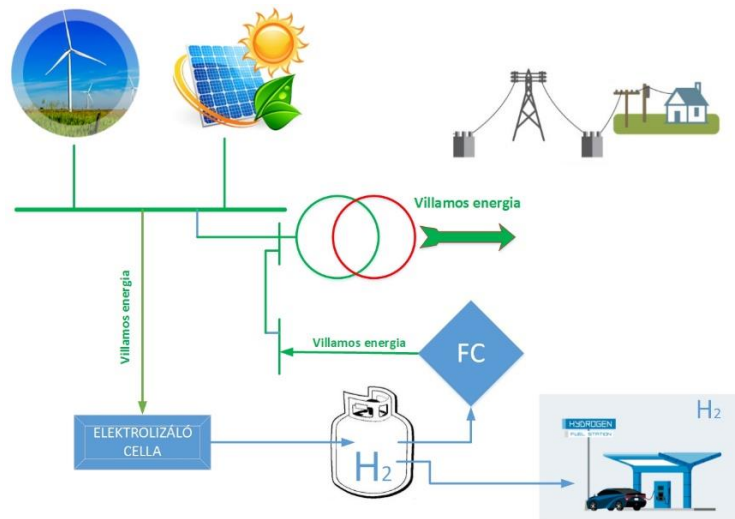 Villamos energia
Villamos energia
Villamos energia
FC
ELEKTROLIZÁLÓ
CELLA
H₂
H₂
HYDROGEN
FUEL STATION